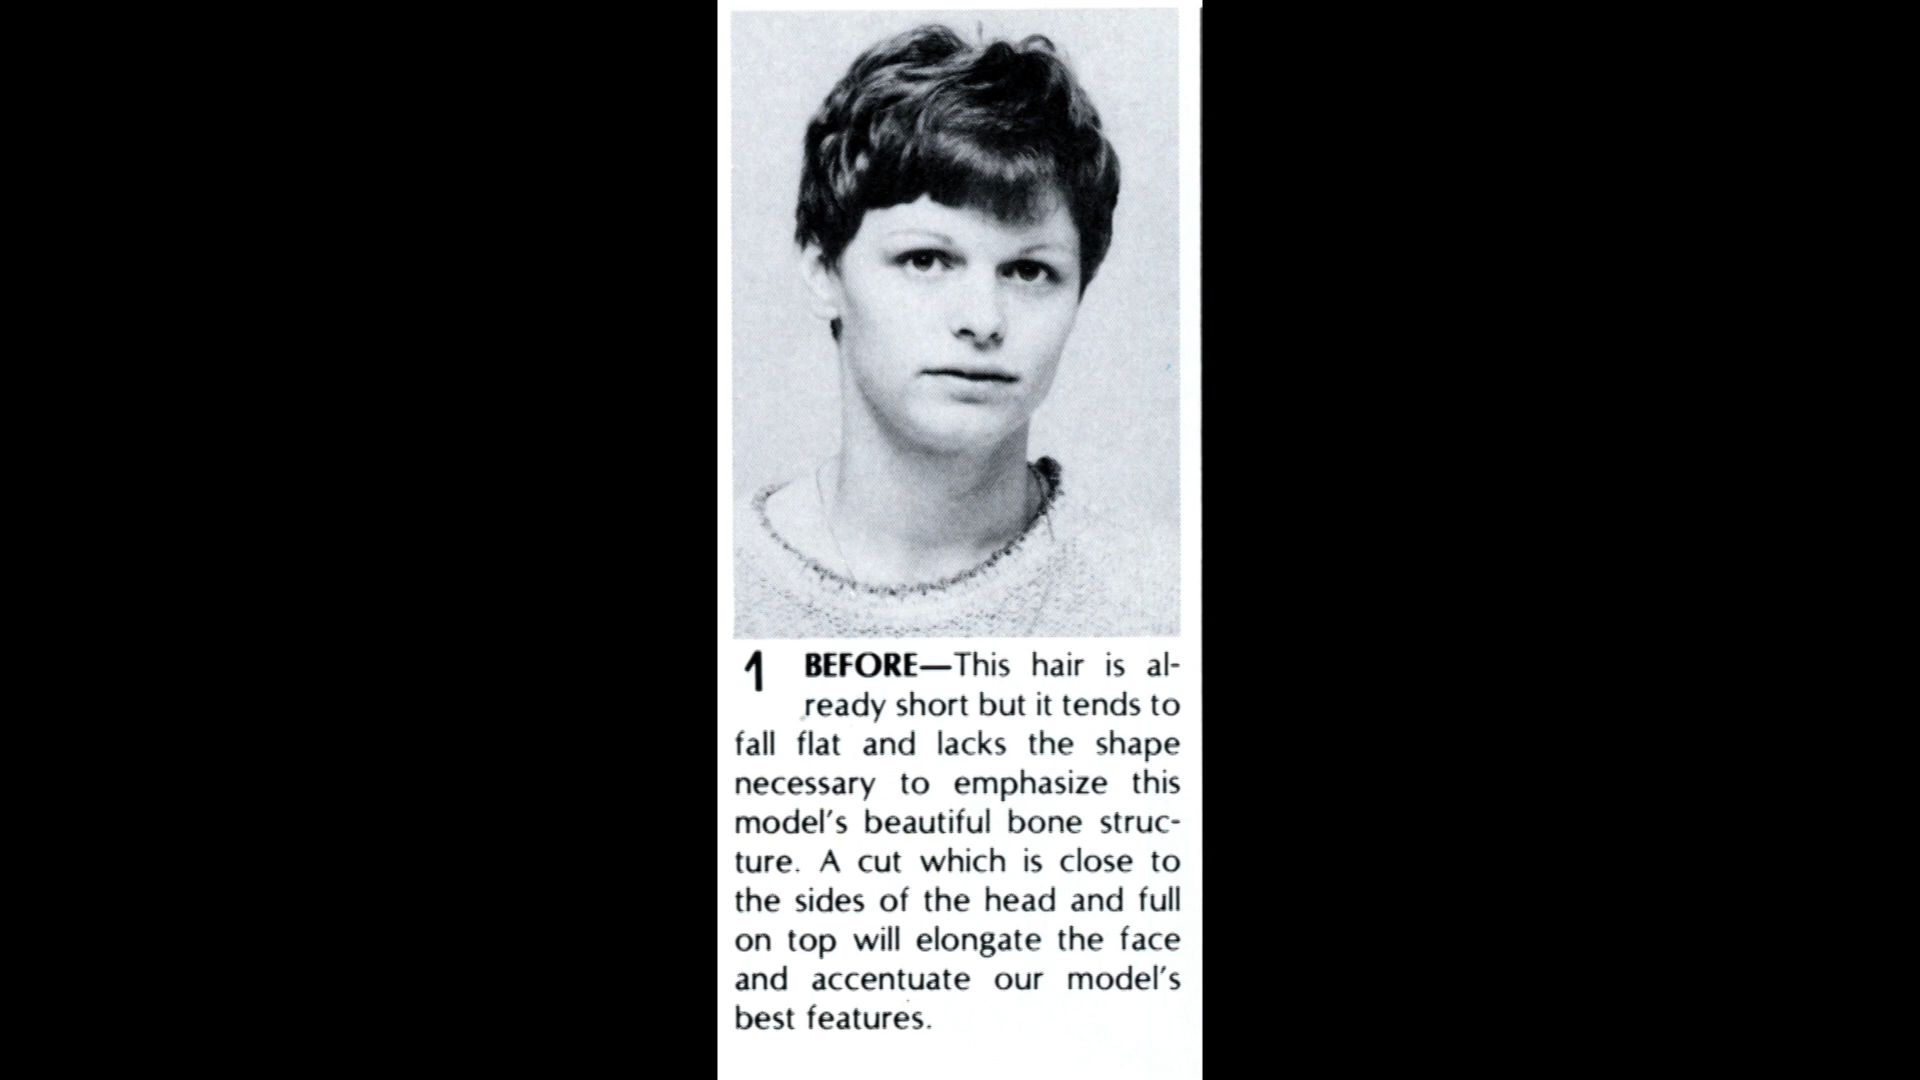 1 BEFORE—This hair is al-
ready short but it tends to
fall flat and lacks the shape
necessary to emphasize this
model's beautiful bone struc-
ture. A cut which is close to
the sides of the head and full
on top will elongate the face
and accentuate our model's
best features.